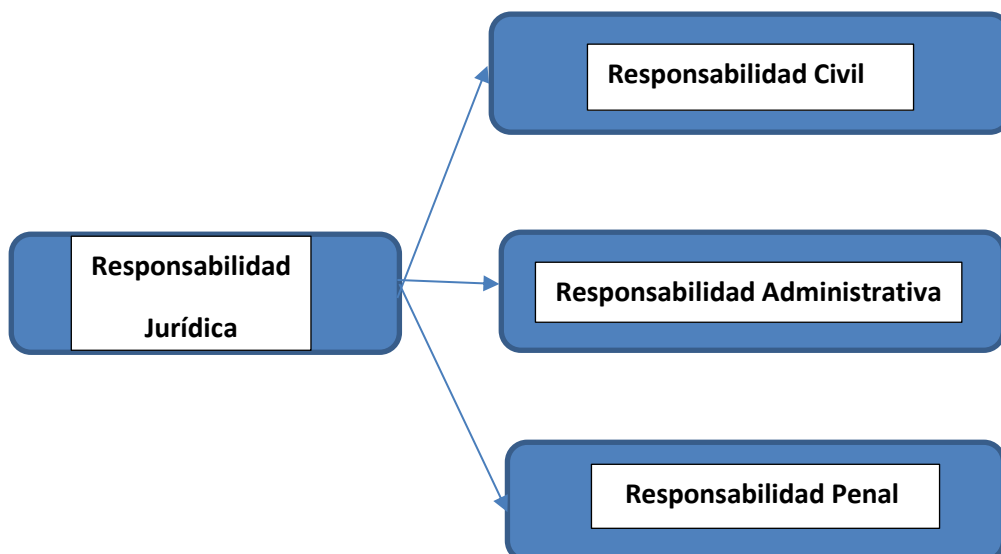 Responsabilidad Civil
Responsabilidad
Jurídica
Responsabilidad Administrativa
Responsabilidad Penal